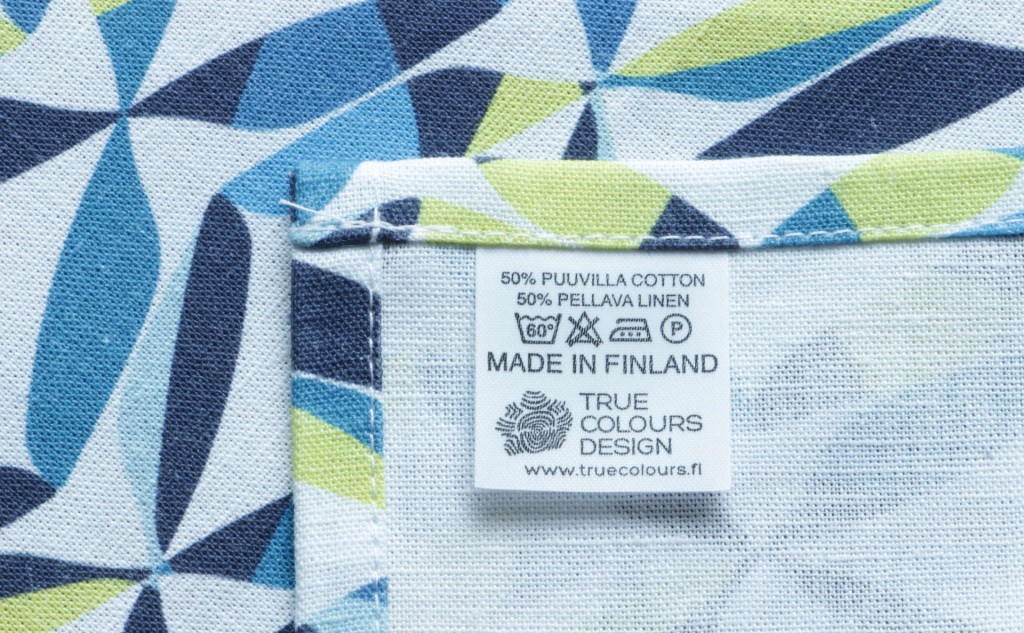 50% PUUVILLA COTTON
50% PELLAVA LINEN
60° P
MADE IN FINLAND
TRUE
COLOURS
DESIGN
www.truecolours.fi